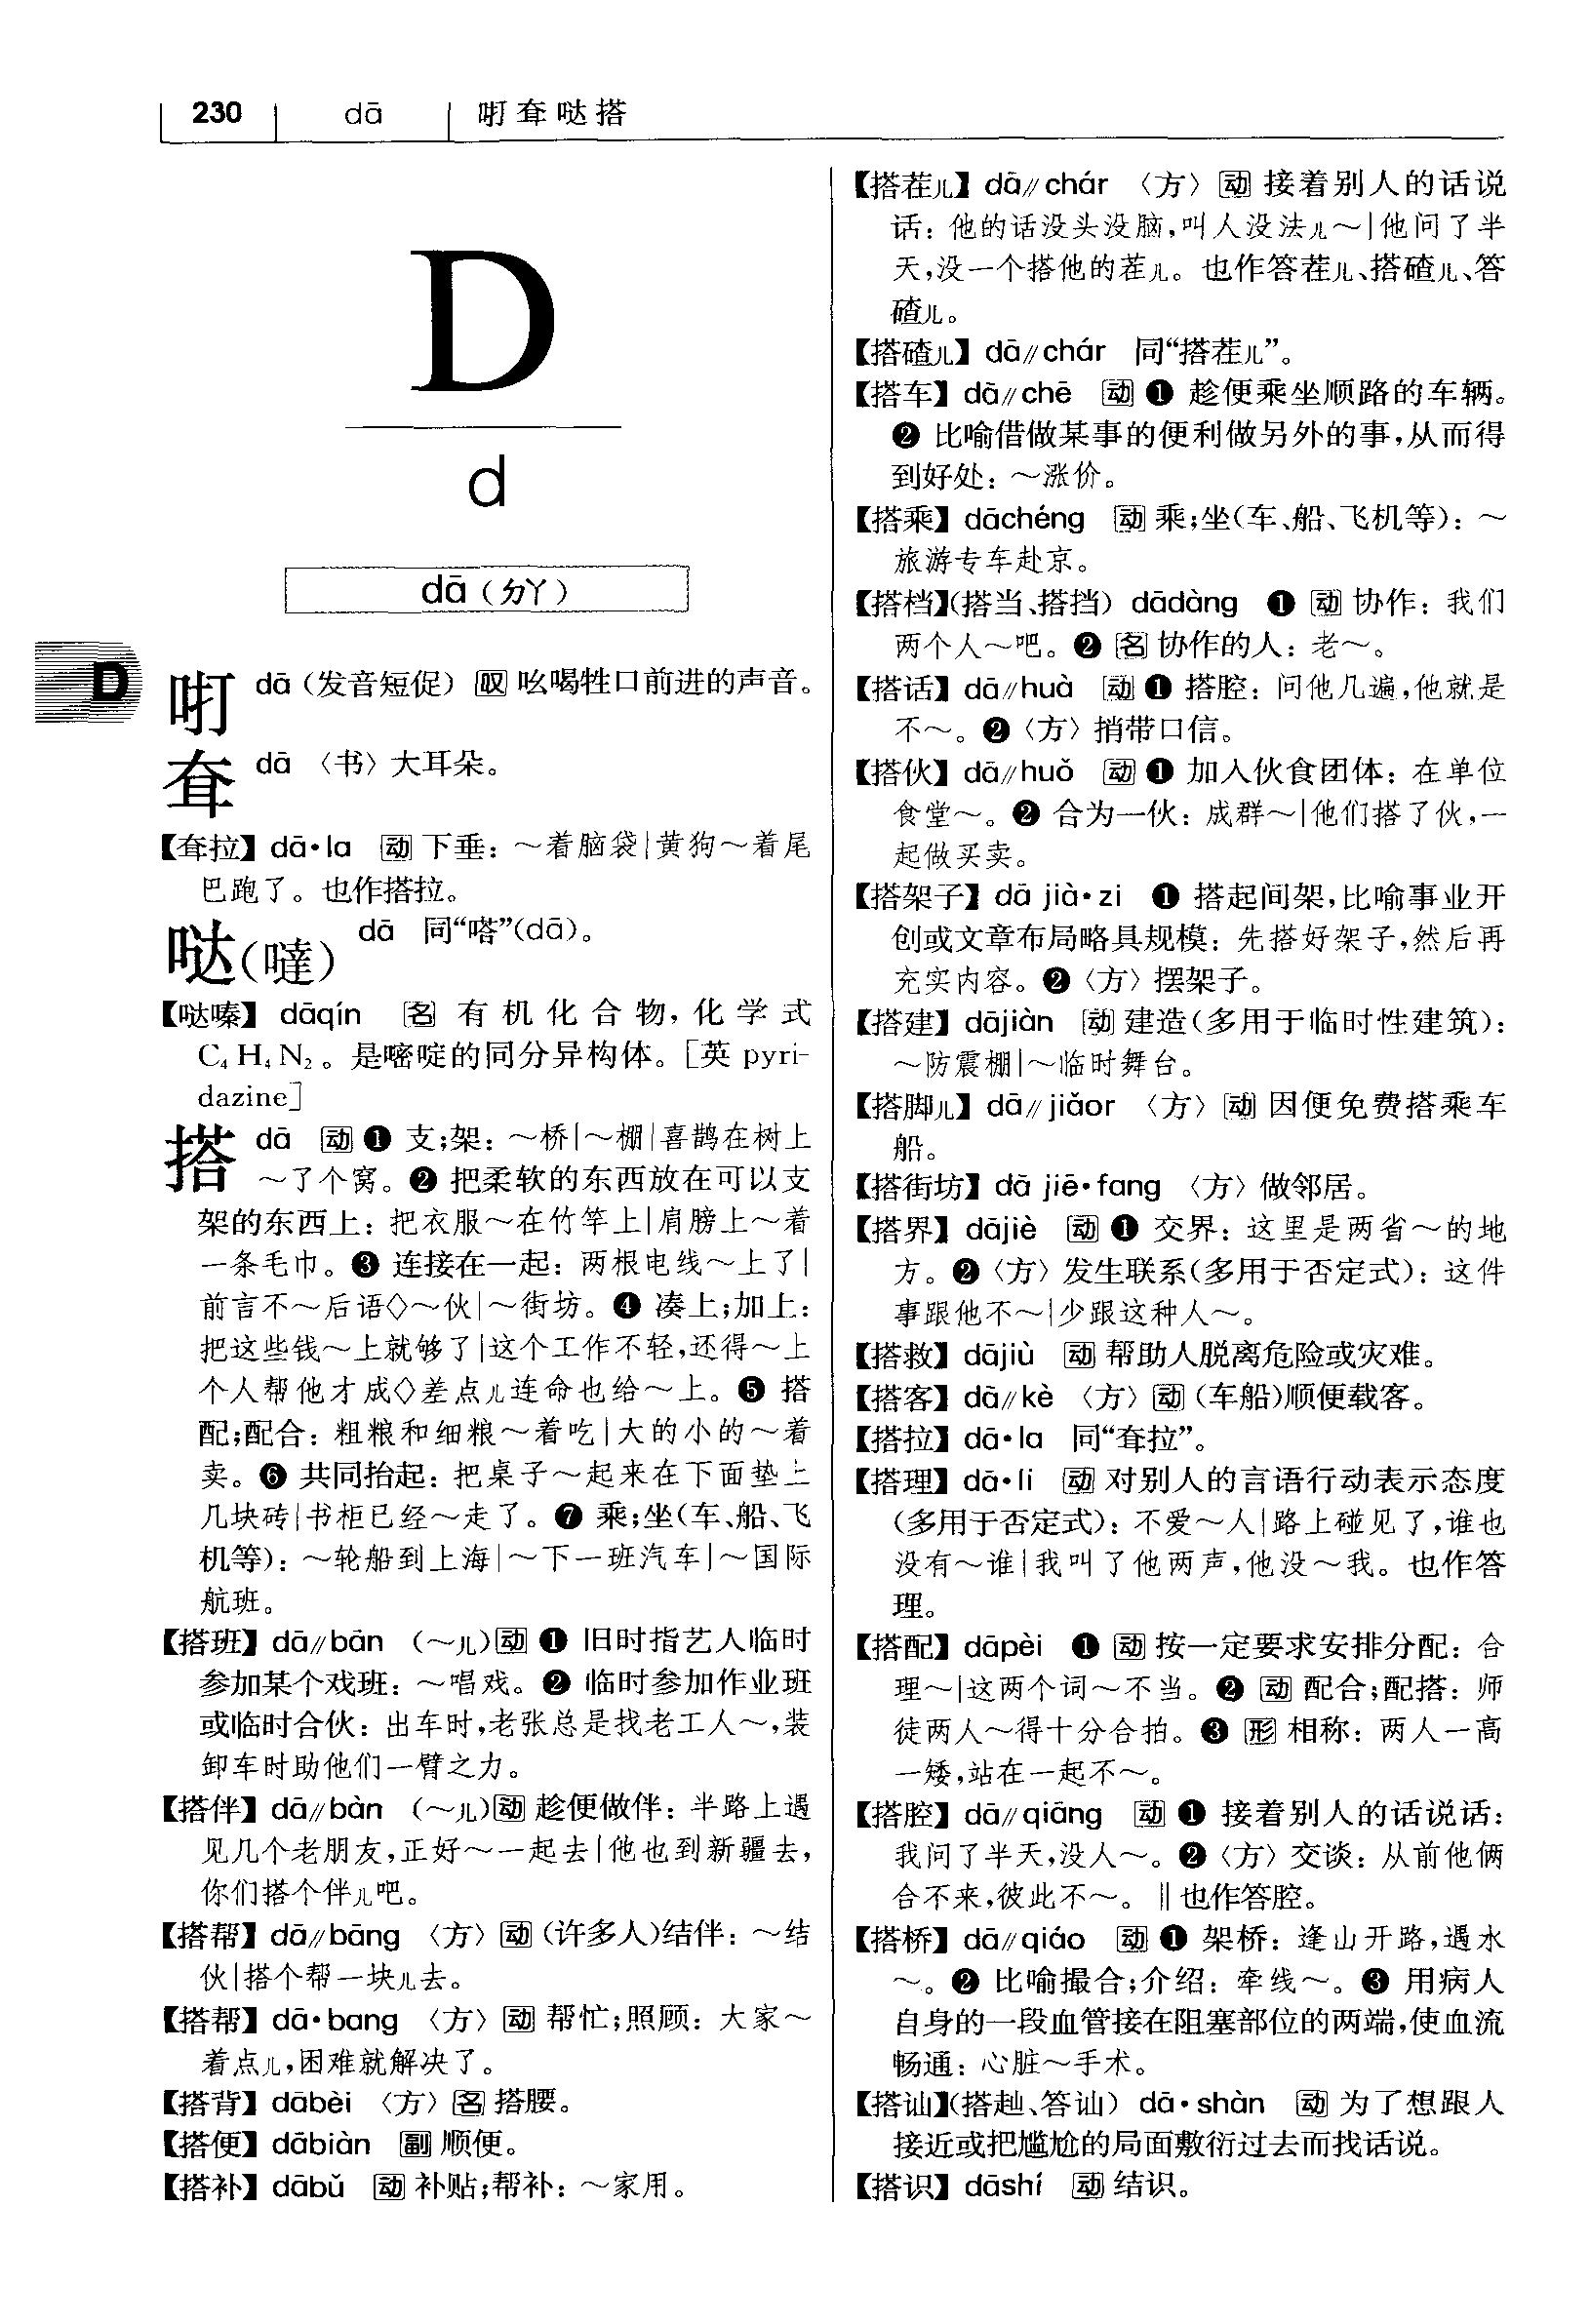 230 dā 𠮨耷哒搭
D
d
dā（ㄉㄚ）
D
dā（发音短促）叹 吆喝牲口前进的声音。
耷 dā 〈书〉大耳朵。
【耷拉】dā·la 动 下垂：～着脑袋|黄狗～着尾
巴跑了。也作搭拉。
哒(噠) dā 同“嗒”(dā)。
【哒嗪】dāqín 名 有机化合物，化学式
C₄H₄N₂。是嘧啶的同分异构体。[英 pyri-
dazine]
搭 dā 动 ❶ 支；架：～桥|～棚|喜鹊在树上
～了个窝。❷ 把柔软的东西放在可以支
架的东西上：把衣服～在竹竿上|肩膀上～着
一条毛巾。❸ 连接在一起：两根电线～上了|
前言不～后语◇～伙|～街坊。❹ 凑上；加上：
把这些钱～上就够了|这个工作不轻，还得～上
个人帮他才成◇差点儿连命也给～上。❺ 搭
配；配合：粗粮和细粮～着吃|大的小的～着
卖。❻ 共同抬起：把桌子～起来在下面垫上
几块砖|书柜已经～走了。❼ 乘；坐（车、船、飞
机等）：～轮船到上海|～下一班汽车|～国际
航班。
【搭班】dā//bān （～儿）动 ❶ 旧时指艺人临时
参加某个戏班：～唱戏。❷ 临时参加作业班
或临时合伙：出车时，老张总是找老工人～，装
卸车时助他们一臂之力。
【搭伴】dā//bàn （～儿）动 趁便做伴：半路上遇
见几个老朋友，正好～一起去|他也到新疆去，
你们搭个伴儿吧。
【搭帮】dā//bāng 〈方〉动（许多人）结伴：～结
伙|搭个帮一块儿去。
【搭帮】dā·bang 〈方〉动 帮忙；照顾：大家～
着点儿，困难就解决了。
【搭背】dābèi 〈方〉名 搭腰。
【搭便】dābiàn 副 顺便。
【搭补】dābǔ 动 补贴；帮补：～家用。
【搭茬儿】dā//chár 〈方〉动 接着别人的话说
话：他的话没头没脑，叫人没法儿～|他问了半
天，没一个搭他的茬儿。也作答茬儿、搭碴儿、答
碴儿。
【搭碴儿】dā//chár 同“搭茬儿”。
【搭车】dā//chē 动 ❶ 趁便乘坐顺路的车辆。
❷ 比喻借做某事的便利做另外的事，从而得
到好处：～涨价。
【搭乘】dāchéng 动 乘；坐（车、船、飞机等）：～
旅游专车赴京。
【搭档】（搭当、搭挡）dādàng ❶ 动 协作：我们
两个人～吧。❷ 名 协作的人：老～。
【搭话】dā//huà 动 ❶ 搭腔：问他几遍，他就是
不～。❷〈方〉捎带口信。
【搭伙】dā//huǒ 动 ❶ 加入伙食团体：在单位
食堂～。❷ 合为一伙：成群～|他们搭了伙，一
起做买卖。
【搭架子】dā jià·zi ❶ 搭起间架，比喻事业开
创或文章布局略具规模：先搭好架子，然后再
充实内容。❷〈方〉摆架子。
【搭建】dājiàn 动 建造（多用于临时性建筑）：
～防震棚|～临时舞台。
【搭脚儿】dā//jiǎor 〈方〉动 因便免费搭乘车
船。
【搭街坊】dā jiē·fang 〈方〉做邻居。
【搭界】dājiè 动 ❶ 交界：这里是两省～的地
方。❷〈方〉发生联系（多用于否定式）：这件
事跟他不～|少跟这种人～。
【搭救】dājiù 动 帮助人脱离危险或灾难。
【搭客】dā//kè 〈方〉动（车船）顺便载客。
【搭拉】dā·la 同“耷拉”。
【搭理】dā·li 动 对别人的言语行动表示态度
（多用于否定式）：不爱～人|路上碰见了，谁也
没有～谁|我叫了他两声，他没～我。也作答
理。
【搭配】dāpèi ❶ 动 按一定要求安排分配：合
理～|这两个词～不当。❷ 动 配合；配搭：师
徒两人～得十分合拍。❸ 形 相称：两人一高
一矮，站在一起不～。
【搭腔】dā//qiāng 动 ❶ 接着别人的话说话：
我问了半天，没人～。❷〈方〉交谈：从前他俩
合不来，彼此不～。‖也作答腔。
【搭桥】dā//qiáo 动 ❶ 架桥：逢山开路，遇水
～。❷ 比喻撮合；介绍：牵线～。❸ 用病人
自身的一段血管接在阻塞部位的两端，使血流
畅通：心脏～手术。
【搭讪】（搭赸、答讪）dā·shàn 动 为了想跟人
接近或把尴尬的局面敷衍过去而找话说。
【搭识】dāshí 动 结识。